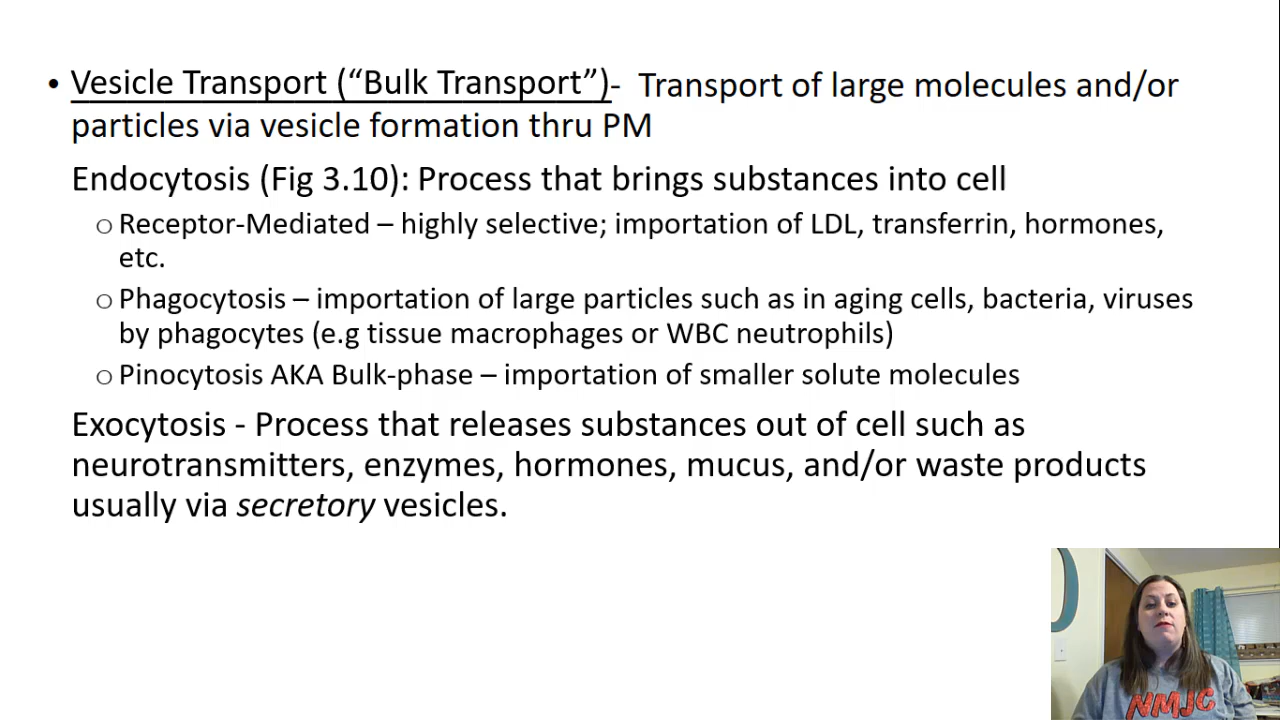 • Vesicle Transport (“Bulk Transport”)- Transport of large molecules and/or
particles via vesicle formation thru PM
Endocytosis (Fig 3.10): Process that brings substances into cell
○ Receptor-Mediated – highly selective; importation of LDL, transferrin, hormones,
etc.
○ Phagocytosis – importation of large particles such as in aging cells, bacteria, viruses
by phagocytes (e.g tissue macrophages or WBC neutrophils)
○ Pinocytosis AKA Bulk-phase – importation of smaller solute molecules
Exocytosis - Process that releases substances out of cell such as
neurotransmitters, enzymes, hormones, mucus, and/or waste products
usually via secretory vesicles.
NMJC